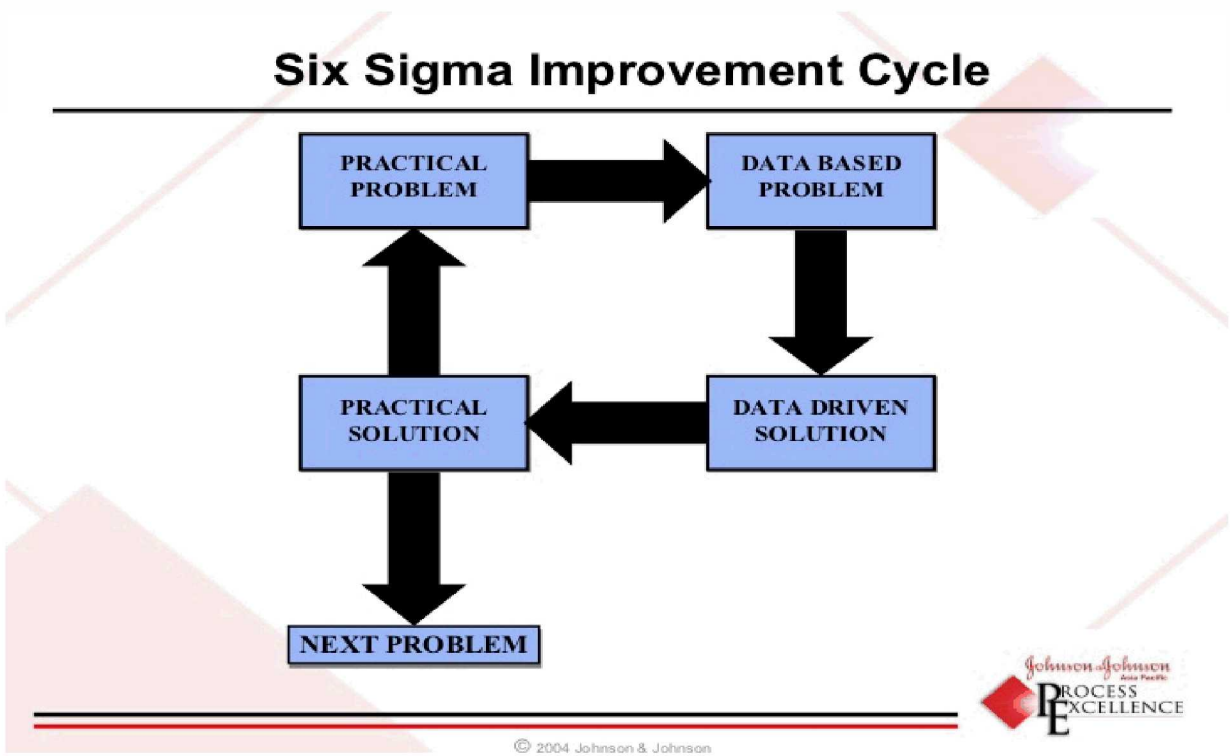 Six Sigma Improvement Cycle
PRACTICAL
PROBLEM
DATA BASED
PROBLEM
PRACTICAL
SOLUTION
DATA DRIVEN
SOLUTION
NEXT PROBLEM
Johnson & Johnson
Asia Pacific
PROCESS
EXCELLENCE
© 2004 Johnson & Johnson